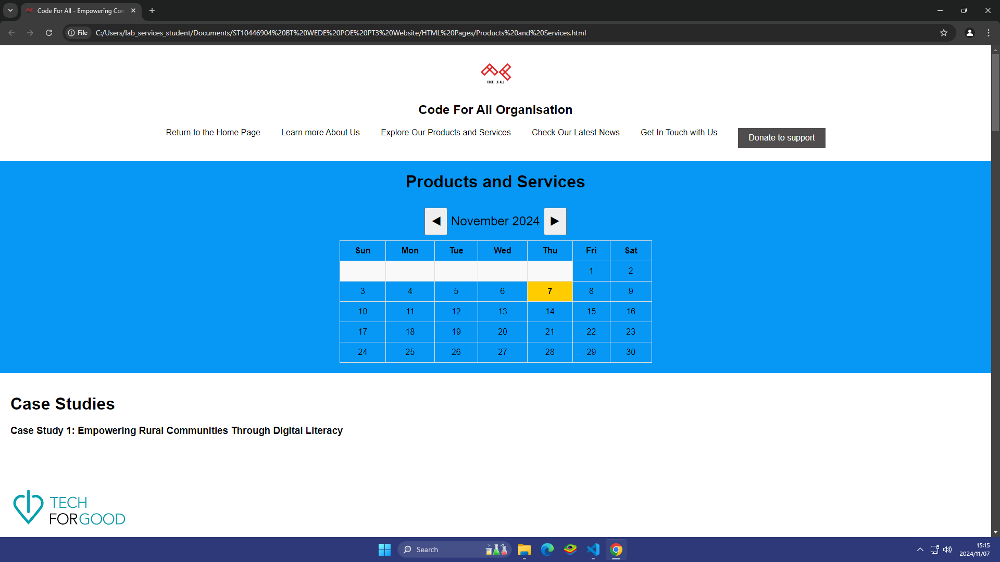 Code For All - Empowering Con
File C:/Users/lab_services_student/Documents/ST10446904%20BT%20WEDE%20POE%20PT3%20Website/HTML%20Pages/Products%20and%20Services.html
CODE FOR ALL
Code For All Organisation
Return to the Home Page Learn more About Us Explore Our Products and Services Check Our Latest News Get In Touch with Us Donate to support
Products and Services
◀ November 2024 ▶
Sun Mon Tue Wed Thu Fri Sat
1 2
3 4 5 6 7 8 9
10 11 12 13 14 15 16
17 18 19 20 21 22 23
24 25 26 27 28 29 30
Case Studies
Case Study 1: Empowering Rural Communities Through Digital Literacy
TECH
FORGOOD
Search
15:15
2024/11/07